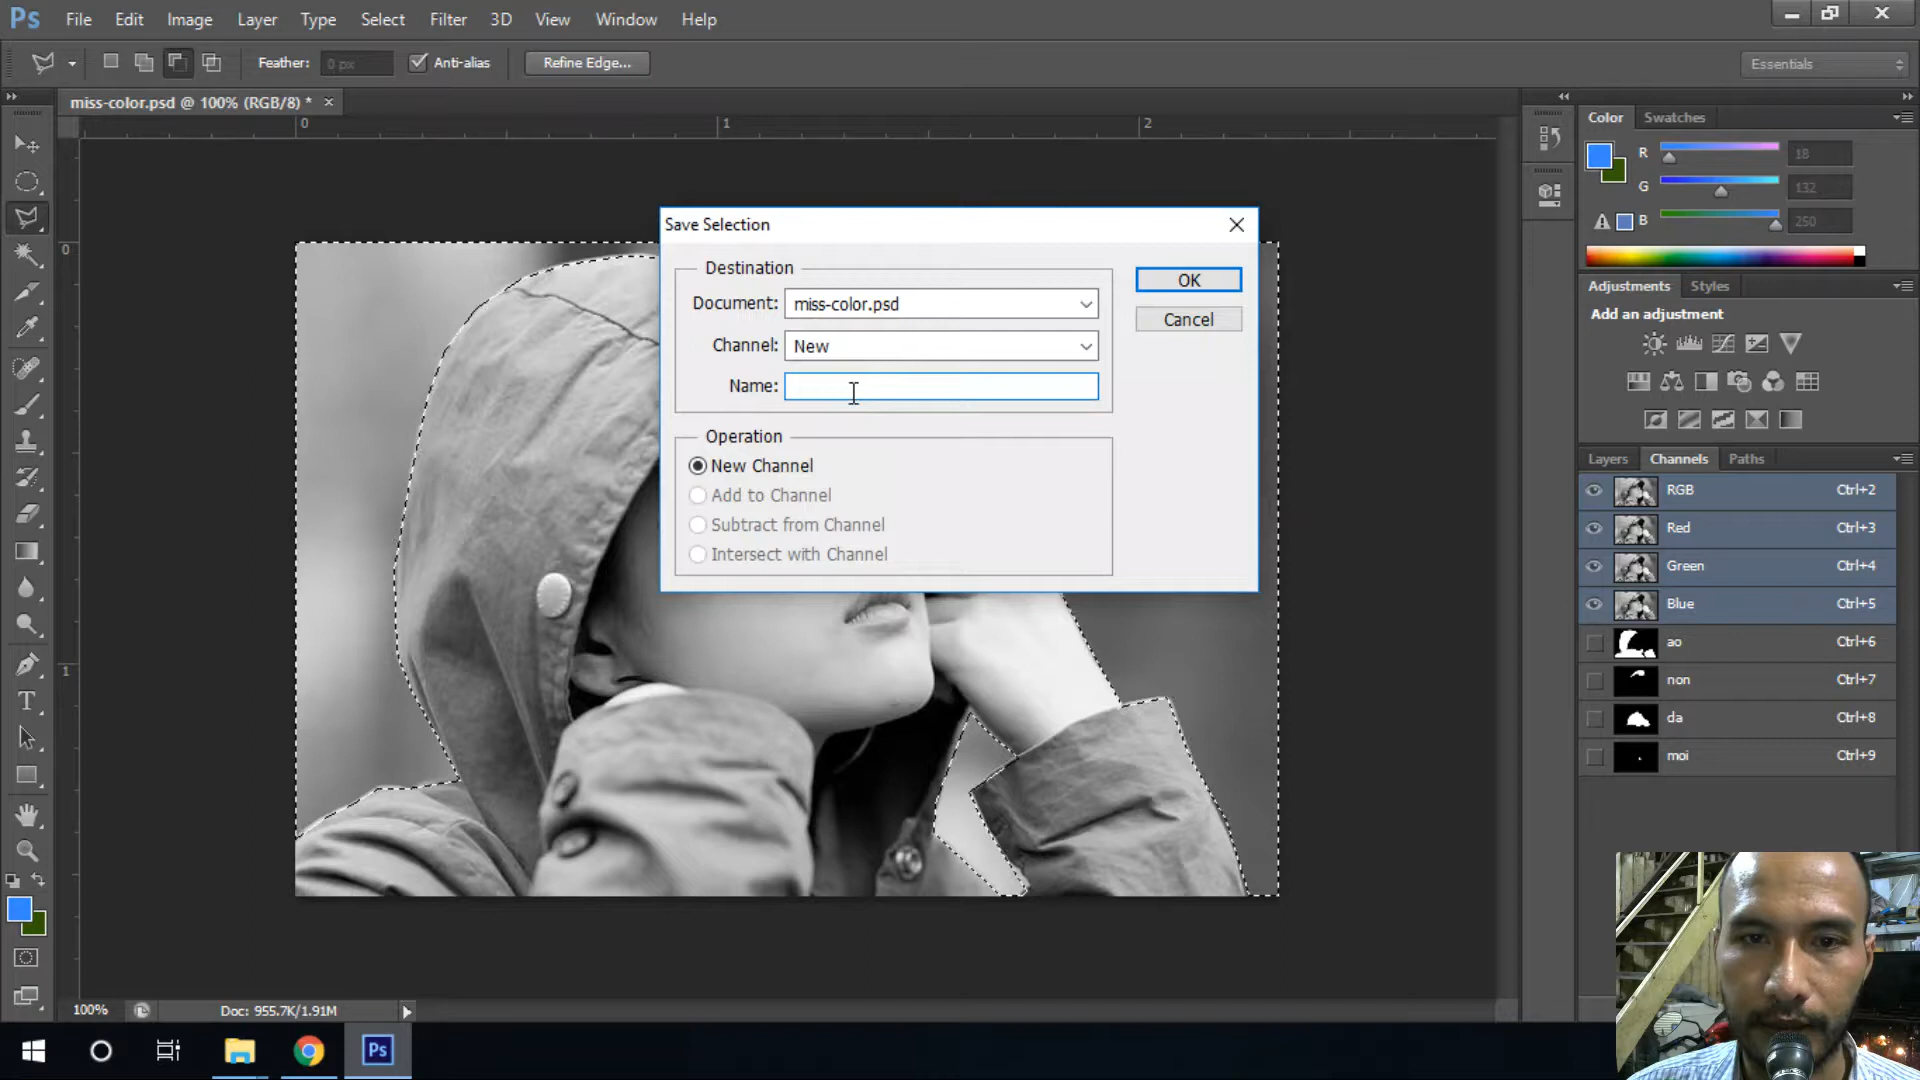 Ps File Edit Image Layer Type Select Filter 3D View Window Help
Feather: 0 px Anti-alias Refine Edge... Essentials
miss-color.psd @ 100% (RGB/8) * ×
0 1 2
0
1
Save Selection
Destination
Document: miss-color.psd
Channel: New
Name:
OK
Cancel
Operation
New Channel
Add to Channel
Subtract from Channel
Intersect with Channel
Color Swatches
R 18
G 132
B 250
Adjustments Styles
Add an adjustment
Layers Channels Paths
RGB Ctrl+2
Red Ctrl+3
Green Ctrl+4
Blue Ctrl+5
ao Ctrl+6
non Ctrl+7
da Ctrl+8
moi Ctrl+9
100% Doc: 955.7K/1.91M
Ps